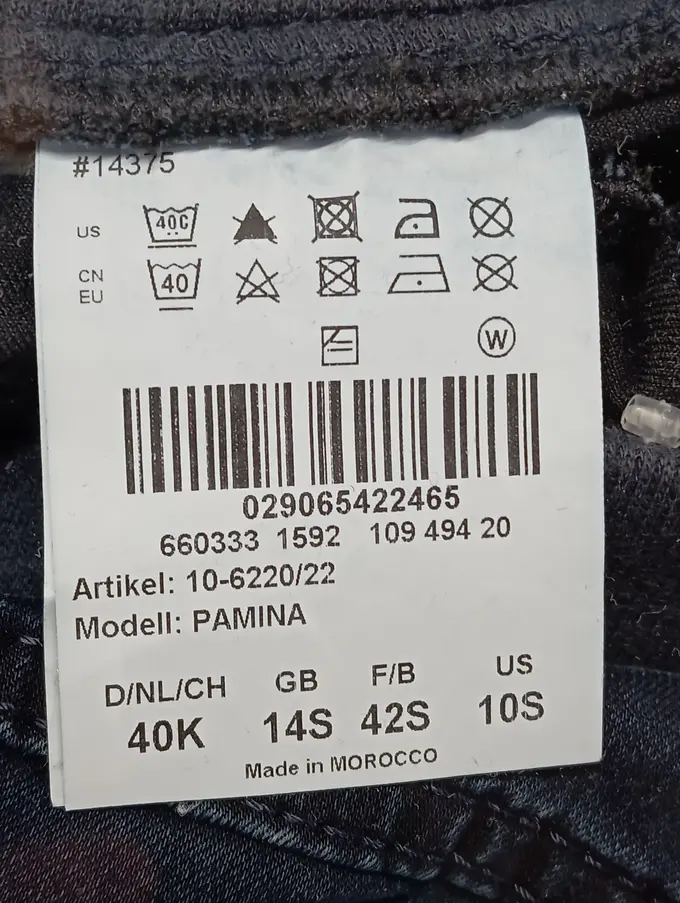 #14375
US 40C
CN
EU 40
W
029065422465
660333 1592 109 494 20
Artikel: 10-6220/22
Modell: PAMINA
D/NL/CH GB F/B US
40K 14S 42S 10S
Made in MOROCCO